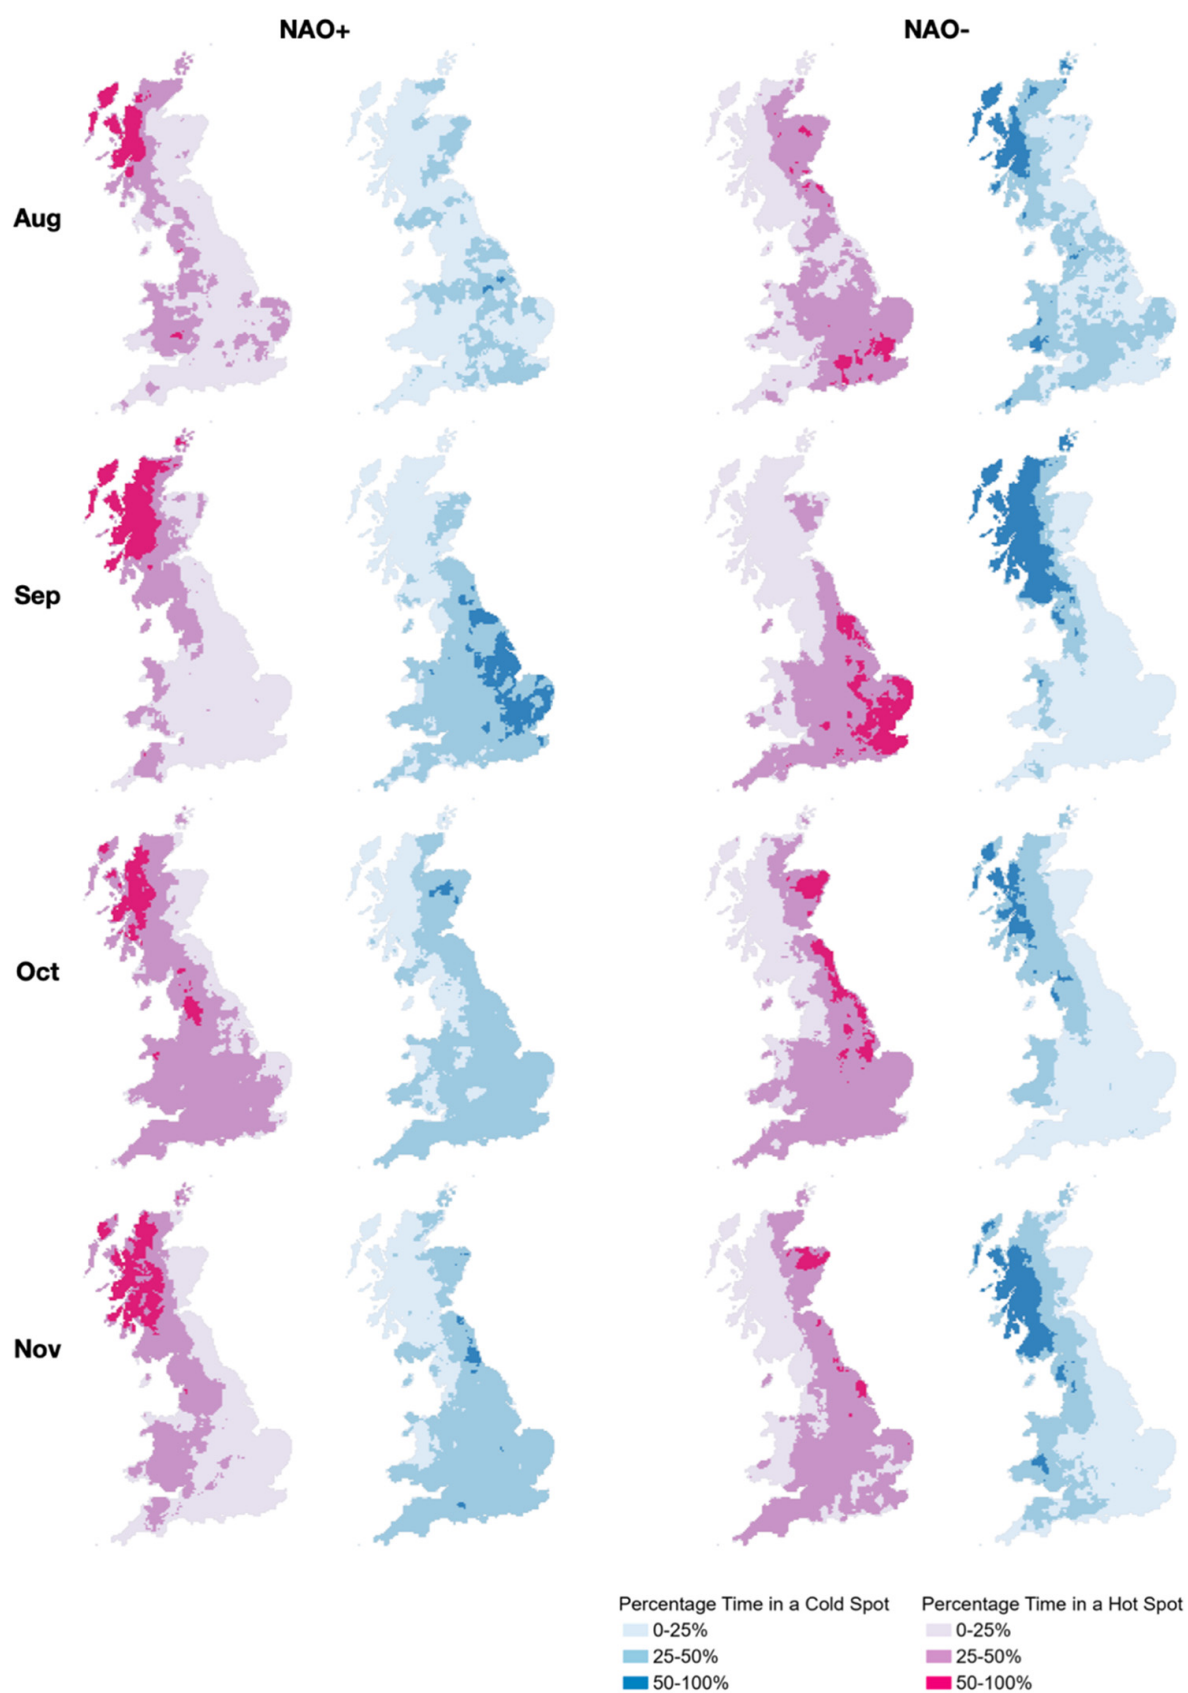 NAO+ NAO-
Aug
Sep
Oct
Nov
Percentage Time in a Cold Spot
0-25%
25-50%
50-100%
Percentage Time in a Hot Spot
0-25%
25-50%
50-100%